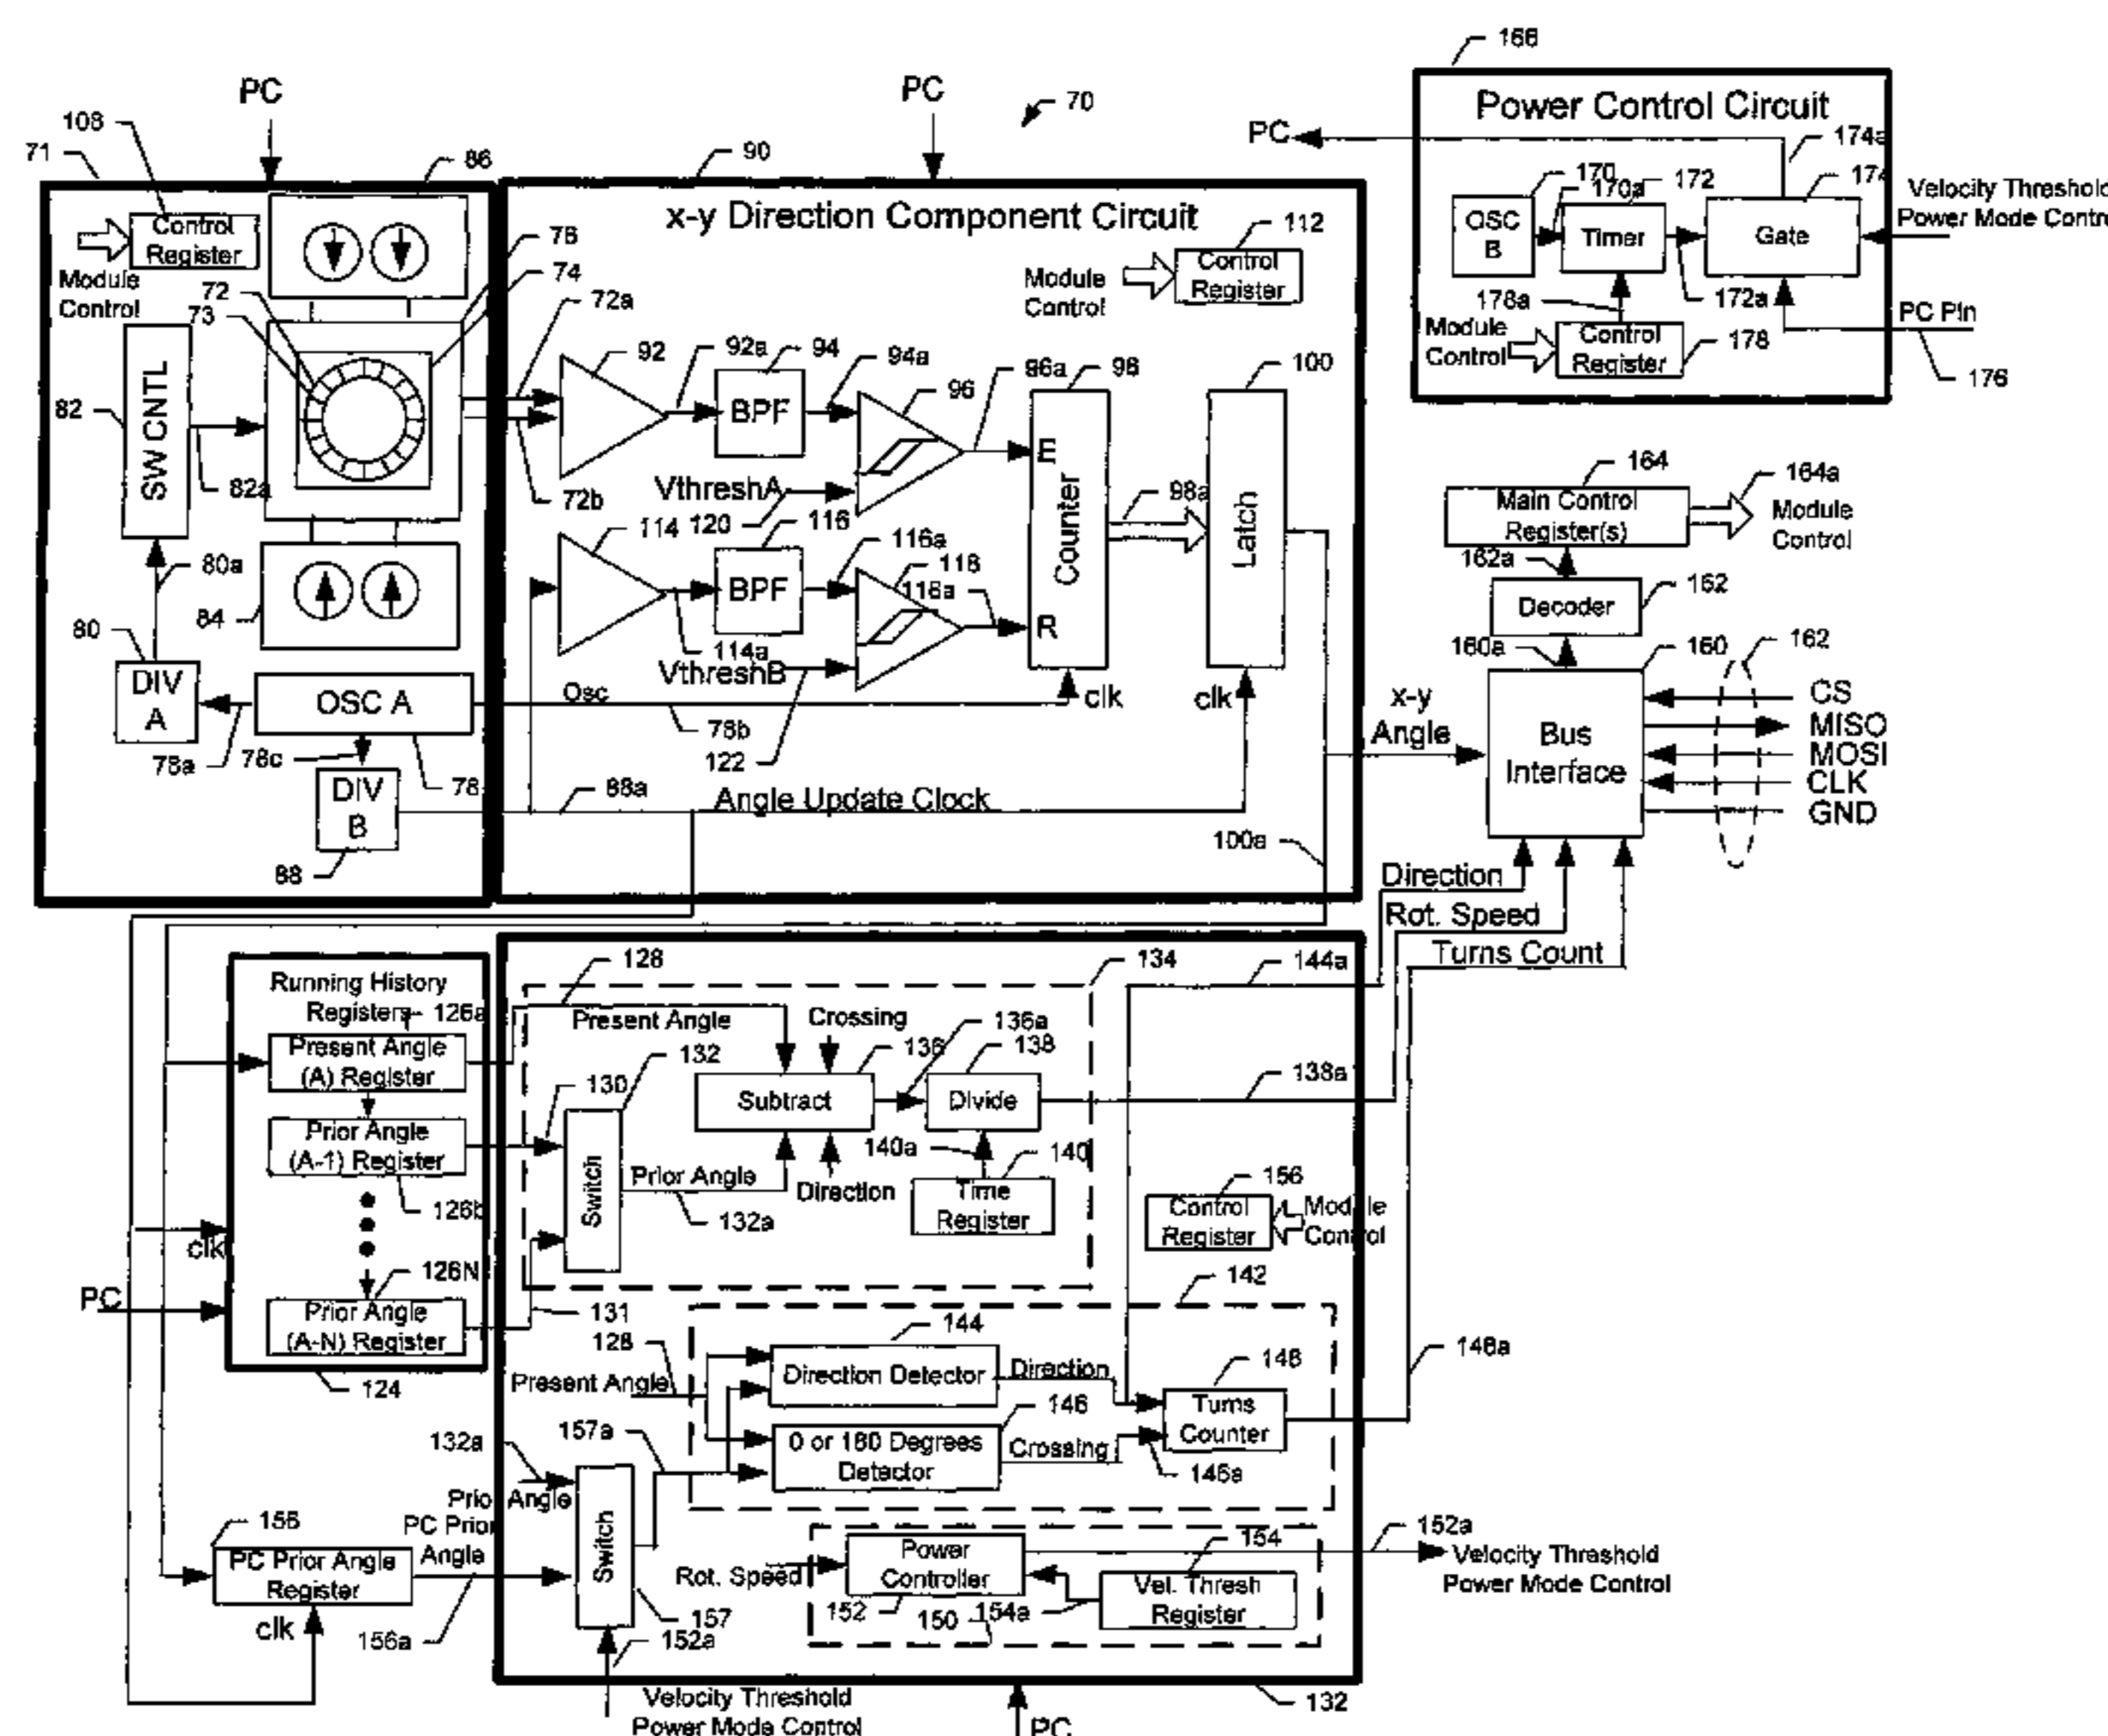 166
PC
PC
70
Power Control Circuit
108
PC
174a
71
86
90
170
170a
172
174
Velocity Threshold
Power Mode Contr
Control
Register
x-y Direction Component Circuit
OSC
B
Timer
Gate
76
112
Module
Control
74
Module
Control
Control
Register
178a
172a
72
72a
PC Pin
73
Module
Control
Control
Register
178
92
92a
94
94a
96a
98
100
176
82
SW CNTL
BPF
96
E
82a
72b
VthreshA
98a
164
164a
114
120
116
Counter
Latch
Main Control
Register(s)
Module
Control
80a
116a
118
162a
BPF
118a
Decoder
162
84
R
80
114a
160a
160
162
VthreshB
DIV
A
OSC A
Osc
clk
clk
x-y
Angle
CS
78b
Bus
Interface
MISO
78a
78c
122
MOSI
78
CLK
DIV
B
88a
Angle Update Clock
GND
100a
88
Direction
Rot. Speed
Turns Count
128
134
144a
Running History
Registers
126a
Present Angle
Crossing
136a
Present Angle
(A) Register
132
136
138
130
138a
Subtract
Divide
Prior Angle
(A-1) Register
140a
140
Switch
Prior Angle
Direction
Time
Register
156
126b
132a
Control
Register
Module
Control
clk
126N
142
PC
Prior Angle
(A-N) Register
131
144
128
148a
124
Present Angle
Direction Detector
Direction
148
Turns
Counter
157a
146
132a
0 or 180 Degrees
Detector
Crossing
146a
Prior Angle
156
PC Prior
Angle
Switch
154
152a
Power
Controller
Velocity Threshold
Power Mode Control
PC Prior Angle
Register
Rot. Speed
Vel. Thresh
Register
152
154a
157
150
clk
156a
152a
Velocity Threshold
Power Mode Control
PC
132